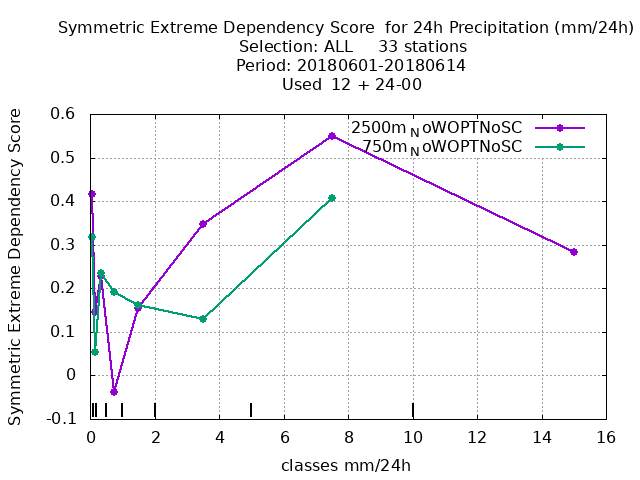 Symmetric Extreme Dependency Score  for 24h Precipitation (mm/24h)
Selection: ALL     33 stations
Period: 20180601-20180614
Used  12 + 24-00
Symmetric Extreme Dependency Score
0.6
0.5
0.4
0.3
0.2
0.1
0
-0.1
2500m_NoWOPTNoSC
750m_NoWOPTNoSC
0 2 4 6 8 10 12 14 16
classes mm/24h